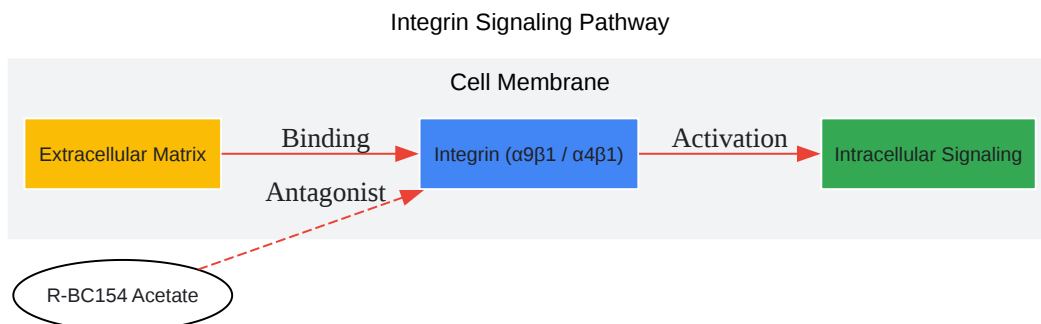 Integrin Signaling Pathway
Cell Membrane
Extracellular Matrix
Binding
Integrin (α9β1 / α4β1)
Activation
Intracellular Signaling
Antagonist
R-BC154 Acetate